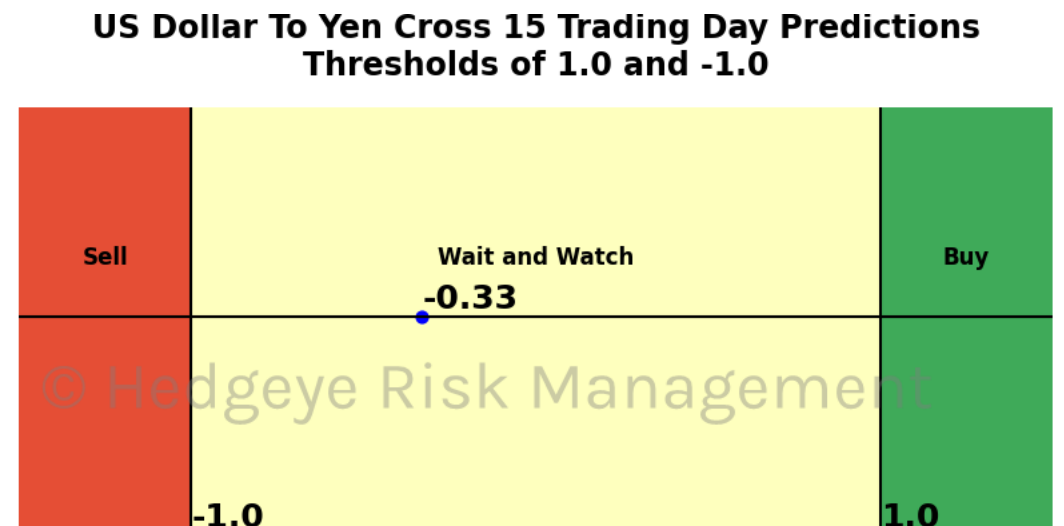 US Dollar To Yen Cross 15 Trading Day Predictions
Thresholds of 1.0 and -1.0
Sell
Wait and Watch
Buy
-0.33
© Hedgeye Risk Management
-1.0
1.0